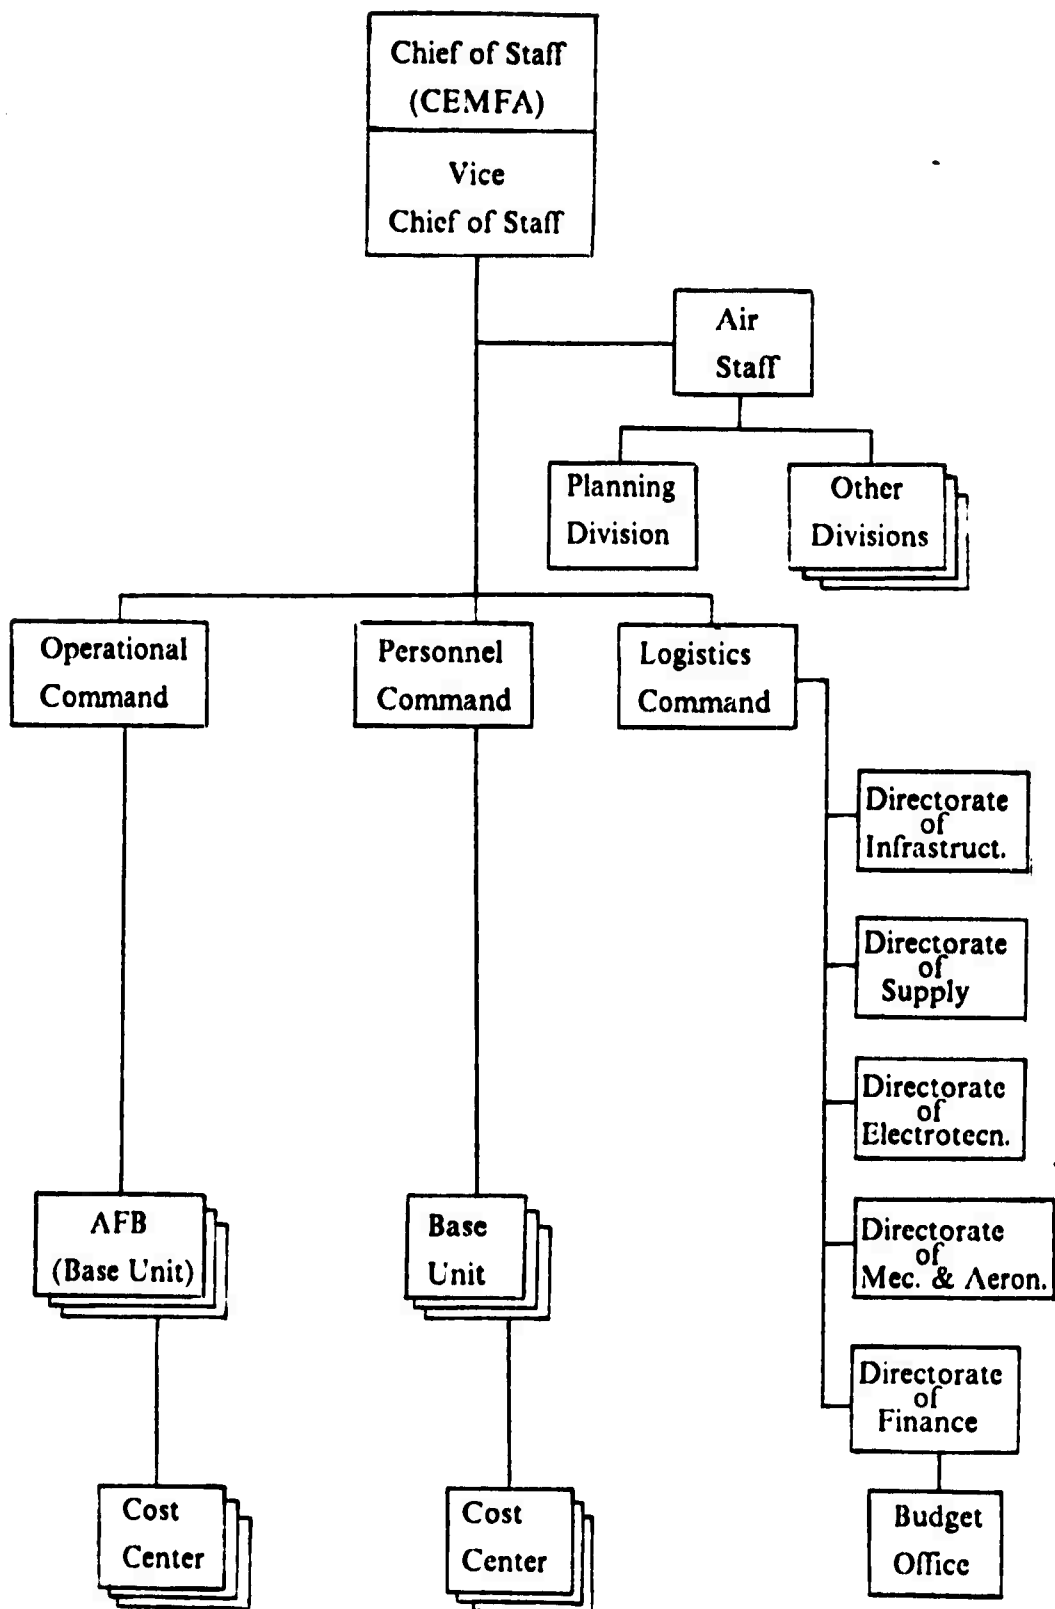 Chief of Staff
(CEMFA)
Vice
Chief of Staff
Air
Staff
Planning
Division
Other
Divisions
Operational
Command
Personnel
Command
Logistics
Command
Directorate
of
Infrastruct.
Directorate
of
Supply
Directorate
of
Electrotecn.
Directorate
of
Mec. & Aeron.
Directorate
of
Finance
AFB
(Base Unit)
Base
Unit
Cost
Center
Cost
Center
Budget
Office